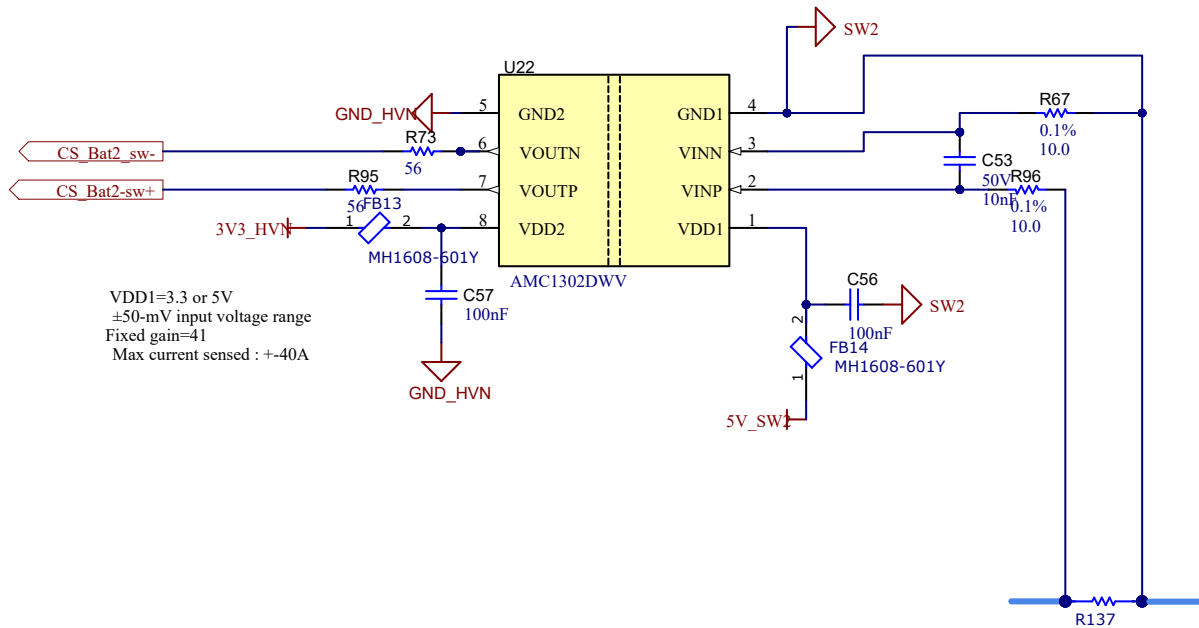 SW2
U22
GND_HVN
5
GND2
GND1
4
R67
0.1%
10.0
CS_Bat2_sw-
R73
56
6
VOUTN
VINN
3
C53
50V
10nF
CS_Bat2-sw+
R95
56
7
VOUTP
VINP
2
R96
0.1%
10.0
3V3_HVN
1
FB13
2
MH1608-601Y
8
VDD2
VDD1
1
AMC1302DWV
C57
100nF
C56
100nF
SW2
VDD1=3.3 or 5V
±50-mV input voltage range
Fixed gain=41
Max current sensed : +-40A
2
FB14
MH1608-601Y
1
GND_HVN
5V_SW2
R137